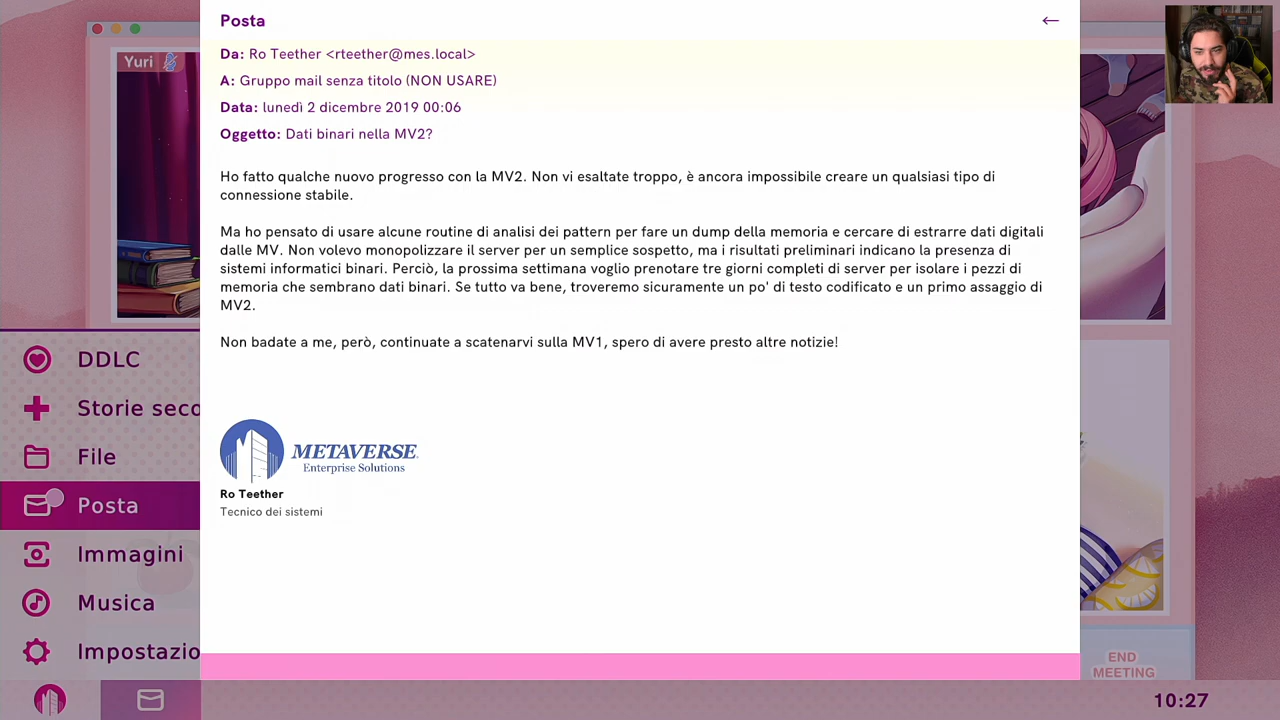 Posta
←
Da: Ro Teether <rteether@mes.local>
A: Gruppo mail senza titolo (NON USARE)
Data: lunedì 2 dicembre 2019 00:06
Oggetto: Dati binari nella MV2?
Ho fatto qualche nuovo progresso con la MV2. Non vi esaltate troppo, è ancora impossibile creare un qualsiasi tipo di
connessione stabile.
Ma ho pensato di usare alcune routine di analisi dei pattern per fare un dump della memoria e cercare di estrarre dati digitali
dalle MV. Non volevo monopolizzare il server per un semplice sospetto, ma i risultati preliminari indicano la presenza di
sistemi informatici binari. Perciò, la prossima settimana voglio prenotare tre giorni completi di server per isolare i pezzi di
memoria che sembrano dati binari. Se tutto va bene, troveremo sicuramente un po' di testo codificato e un primo assaggio di
MV2.
Non badate a me, però, continuate a scatenarvi sulla MV1, spero di avere presto altre notizie!
METAVERSE
Enterprise Solutions
Ro Teether
Tecnico dei sistemi
Yuri
DDLC
Storie seco
File
Posta
Immagini
Musica
Impostazio
END
MEETING
10:27